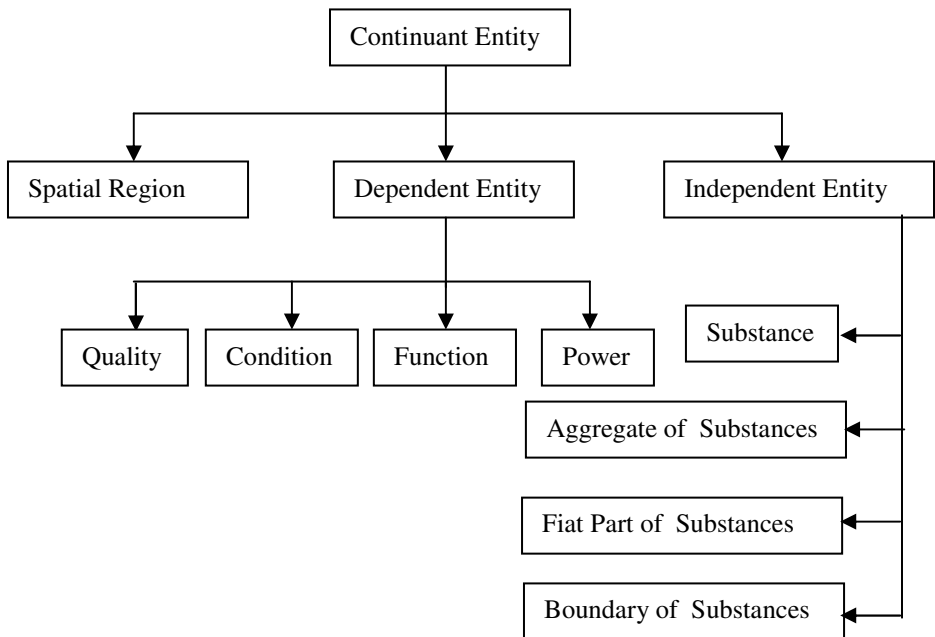 Continuant Entity
Spatial Region
Dependent Entity
Independent Entity
Quality
Condition
Function
Power
Substance
Aggregate of  Substances
Fiat Part of  Substances
Boundary of  Substances